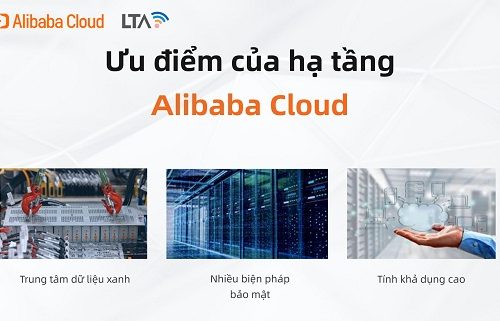 Alibaba Cloud LTA
Ưu điểm của hạ tầng
Alibaba Cloud
Trung tâm dữ liệu xanh
Nhiều biện pháp
bảo mật
Tính khả dụng cao